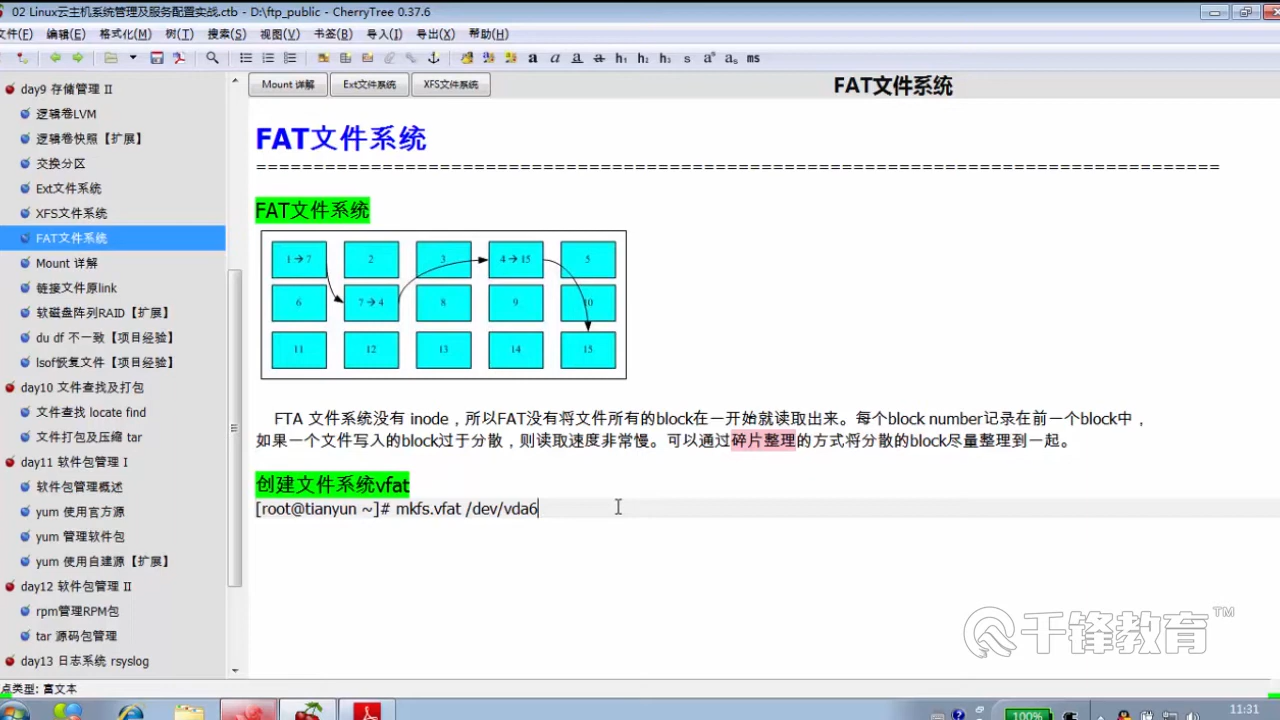 02 Linux云主机系统管理及服务配置实战.ctb - D:\ftp_public - CherryTree 0.37.6
文件(F) 编辑(E) 格式化(M) 树(T) 搜索(S) 视图(V) 书签(B) 导入(I) 导出(X) 帮助(H)
a a a a h₁ h₂ h₃ s aˢ aₛ ms
day9 存储管理 II
逻辑卷LVM
逻辑卷快照【扩展】
交换分区
Ext文件系统
XFS文件系统
FAT文件系统
Mount 详解
链接文件原link
软磁盘阵列RAID【扩展】
du df 不一致【项目经验】
lsof恢复文件【项目经验】
day10 文件查找及打包
文件查找 locate find
文件打包及压缩 tar
day11 软件包管理 I
软件包管理概述
yum 使用官方源
yum 管理软件包
yum 使用自建源【扩展】
day12 软件包管理 II
rpm管理RPM包
tar 源码包管理
day13 日志系统 rsyslog
Mount 详解 Ext文件系统 XFS文件系统 FAT文件系统
FAT文件系统
================================================================================
FAT文件系统
1→7 2 3 4→15 5
6 7→4 8 9 10
11 12 13 14 15
FTA 文件系统没有 inode，所以FAT没有将文件所有的block在一开始就读取出来。每个block number记录在前一个block中，
如果一个文件写入的block过于分散，则读取速度非常慢。可以通过碎片整理的方式将分散的block尽量整理到一起。
创建文件系统vfat
[root@tianyun ~]# mkfs.vfat /dev/vda6
千锋教育™
点类型: 富文本
100%
11:31